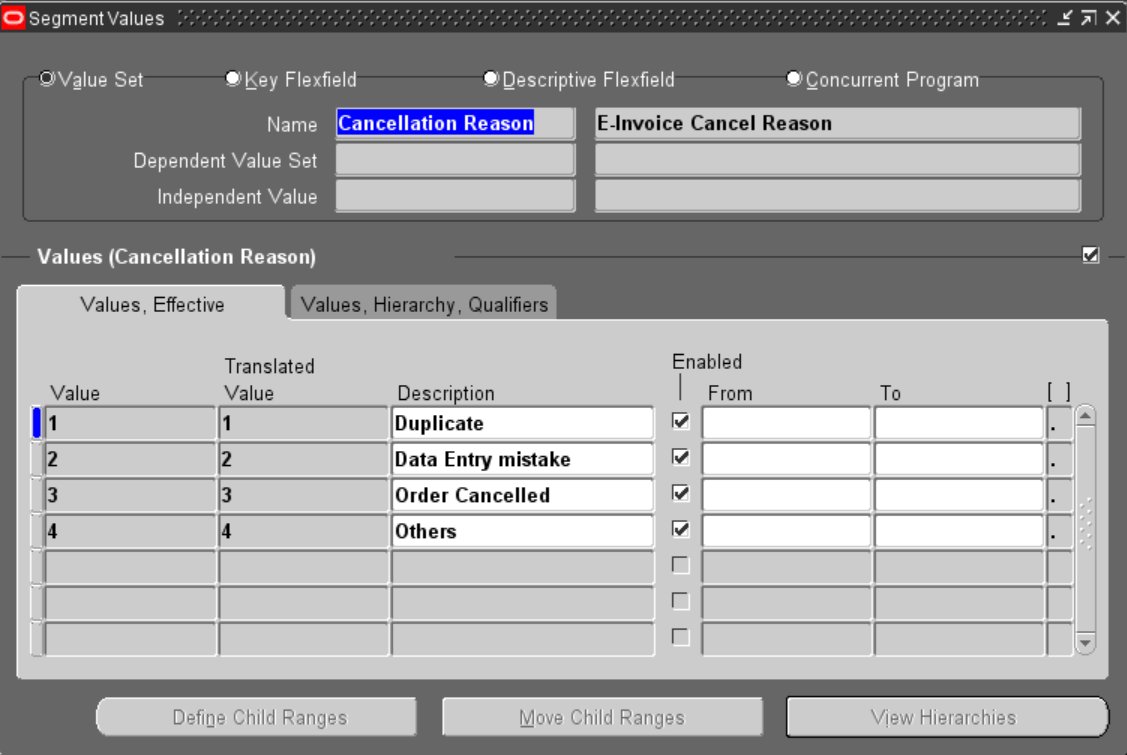 Segment Values
Value Set Key Flexfield Descriptive Flexfield Concurrent Program
Name Cancellation Reason E-Invoice Cancel Reason
Dependent Value Set
Independent Value
Values (Cancellation Reason)
Values, Effective Values, Hierarchy, Qualifiers
Translated Enabled
Value Value Description From To [ ]
1 1 Duplicate .
2 2 Data Entry mistake .
3 3 Order Cancelled .
4 4 Others .
Define Child Ranges Move Child Ranges View Hierarchies